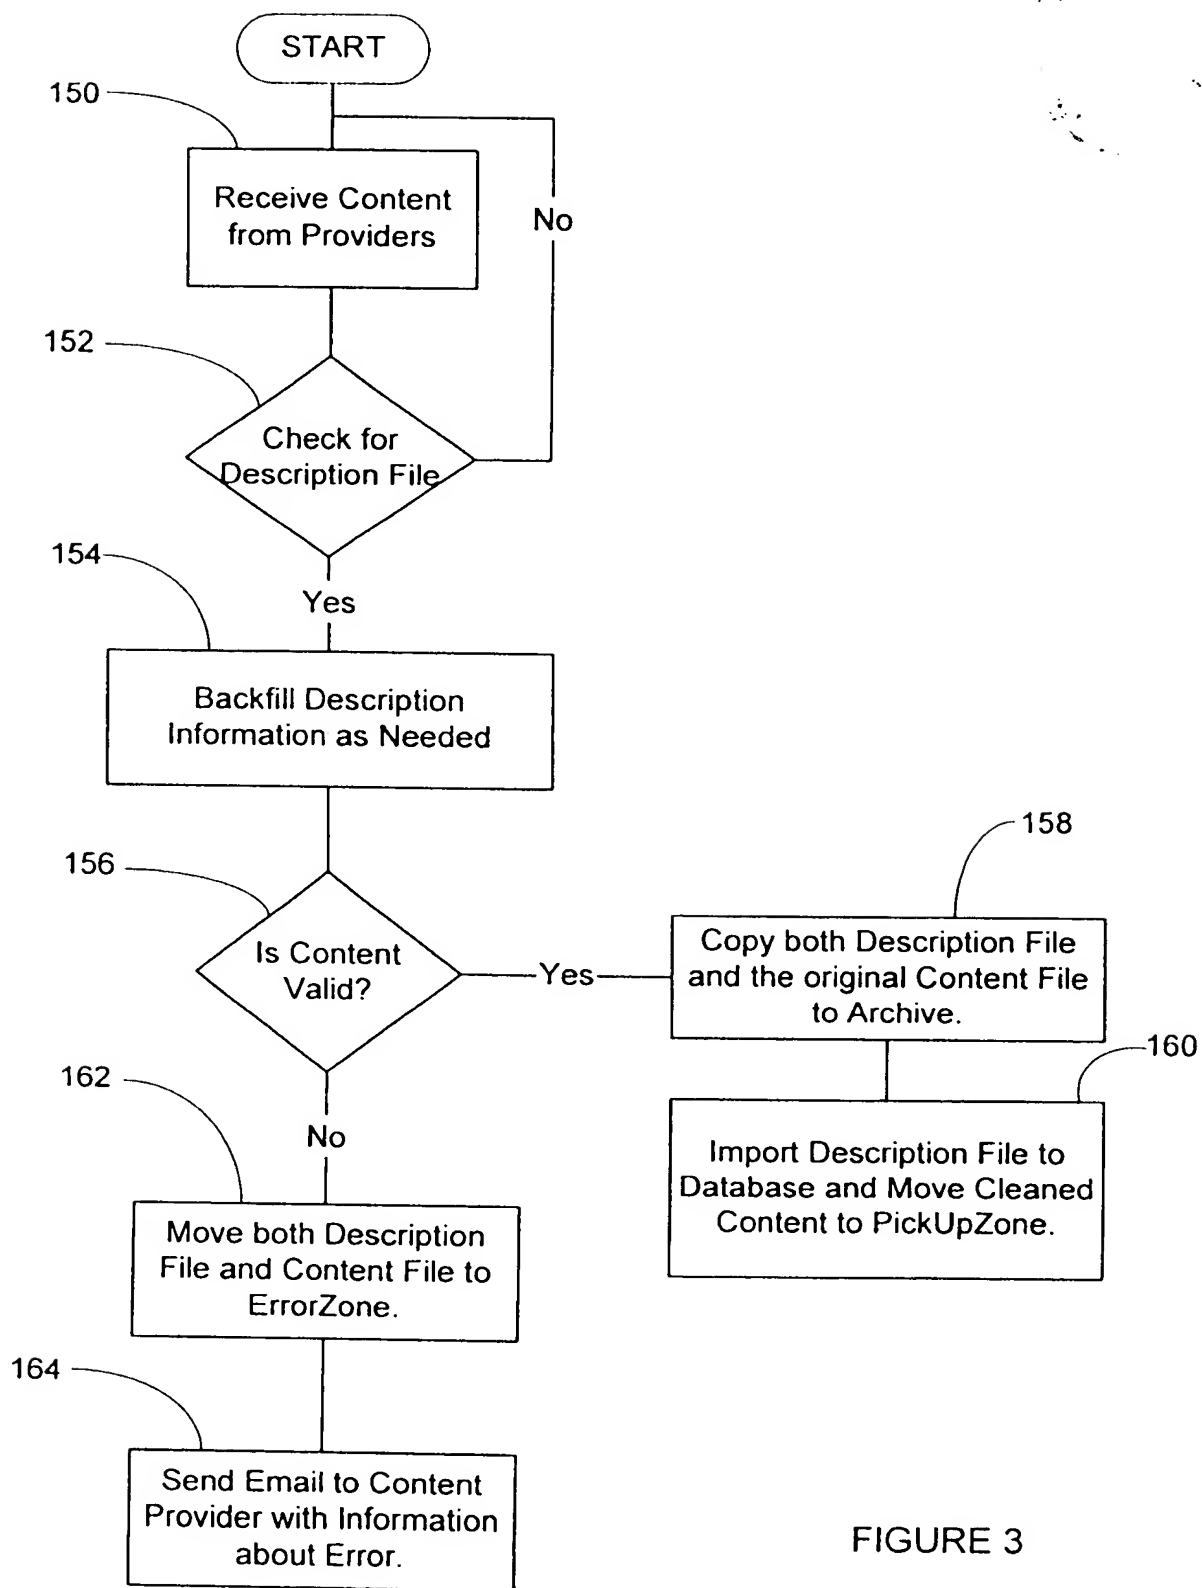 START
150
Receive Content
from Providers
No
152
Check for
Description File
154
Yes
Backfill Description
Information as Needed
156
Is Content
Valid?
Yes
158
Copy both Description File
and the original Content File
to Archive.
160
Import Description File to
Database and Move Cleaned
Content to PickUpZone.
162
No
Move both Description
File and Content File to
ErrorZone.
164
Send Email to Content
Provider with Information
about Error.
FIGURE 3